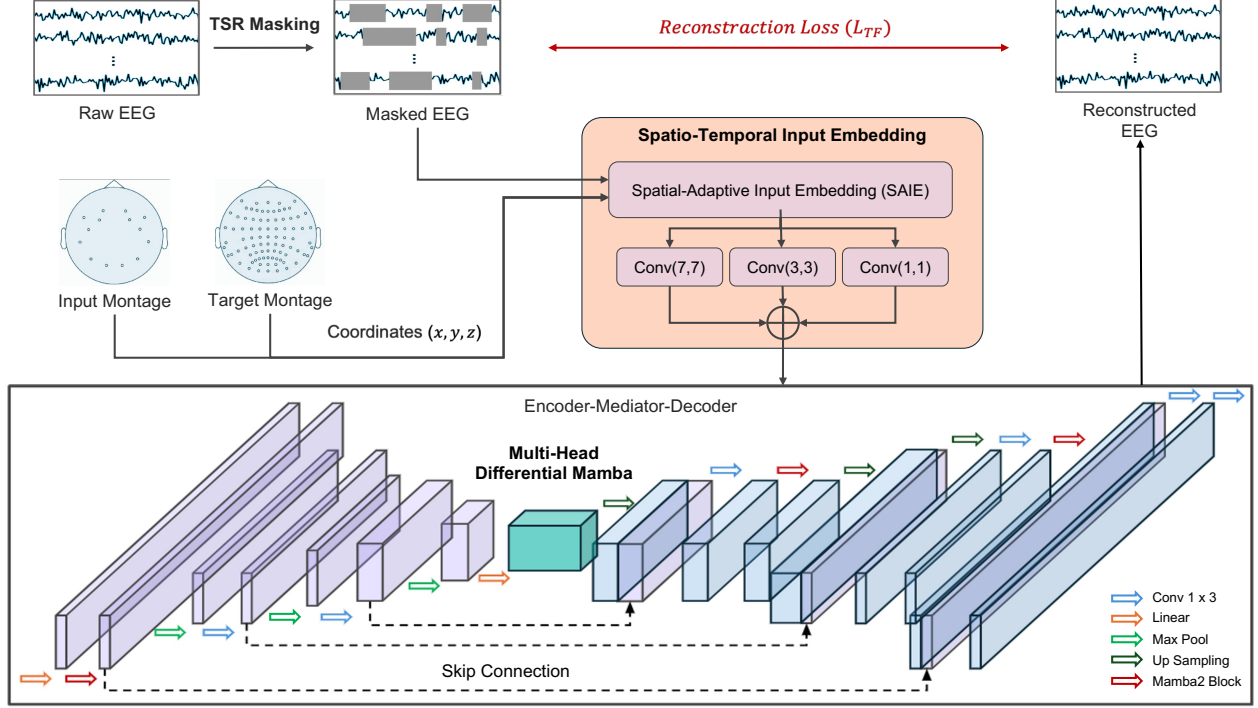 TSR Masking
Reconstruction Loss (L_TF)
...
...
...
Raw EEG
Masked EEG
Reconstructed
EEG
Spatio-Temporal Input Embedding
Spatial-Adaptive Input Embedding (SAIE)
Conv(7,7)
Conv(3,3)
Conv(1,1)
Input Montage
Target Montage
Coordinates (x, y, z)
Encoder-Mediator-Decoder
Multi-Head
Differential Mamba
Skip Connection
Conv 1 x 3
Linear
Max Pool
Up Sampling
Mamba2 Block